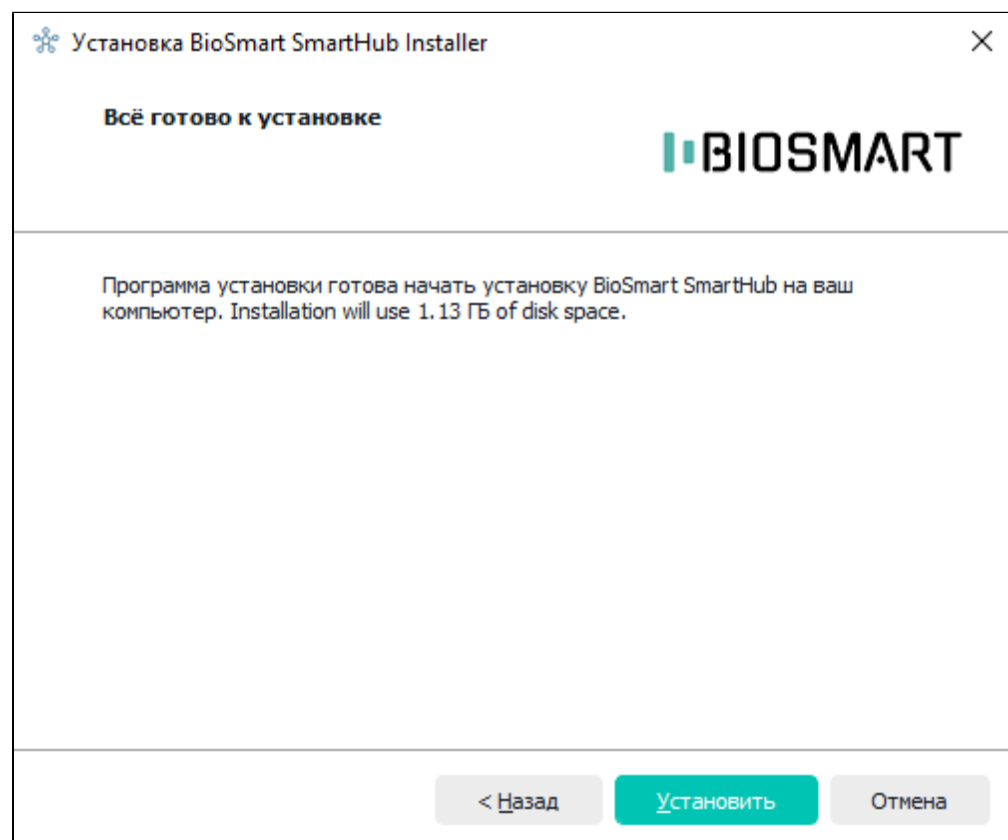 Установка BioSmart SmartHub Installer
Всё готово к установке
BIOSMART
Программа установки готова начать установку BioSmart SmartHub на ваш
компьютер. Installation will use 1.13 ГБ of disk space.
< Назад
Установить
Отмена